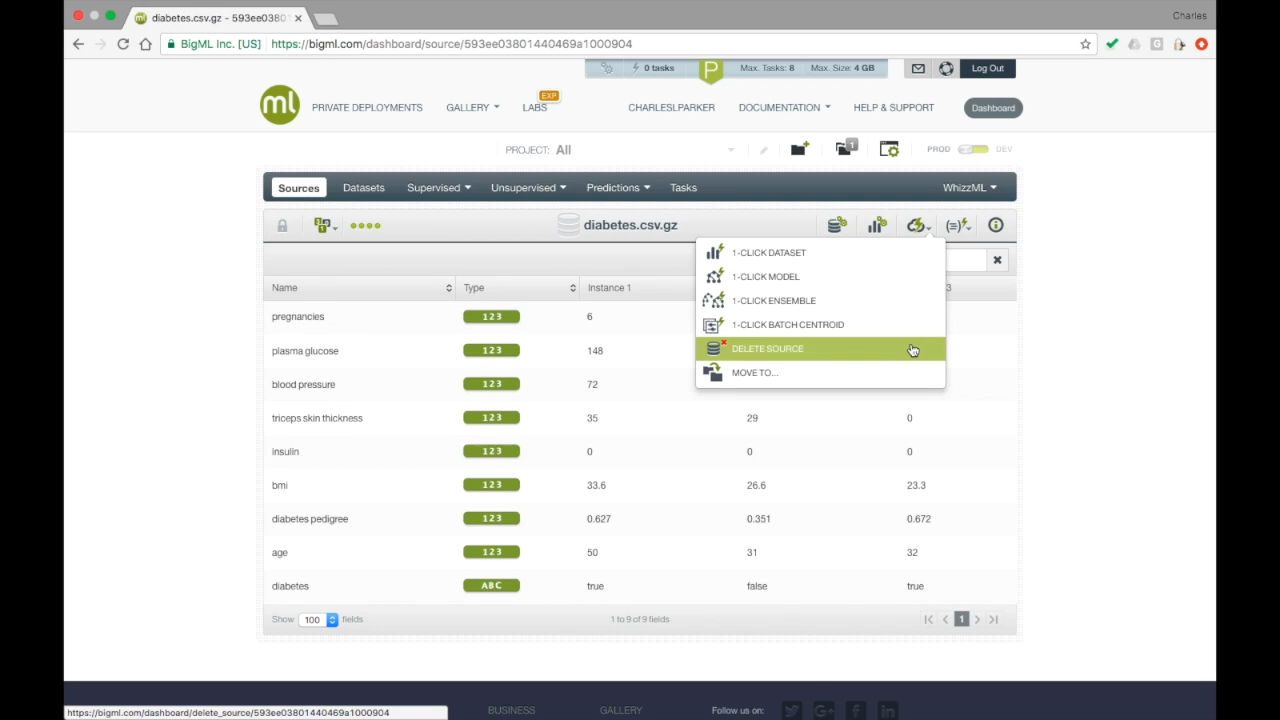 diabetes.csv.gz - 593ee0380
Charles
BigML Inc. [US] https://bigml.com/dashboard/source/593ee03801440469a1000904
0 tasks P Max. Tasks: 8 Max. Size: 4 GB Log Out
ml PRIVATE DEPLOYMENTS GALLERY LABS EXP CHARLESLPARKER DOCUMENTATION HELP & SUPPORT Dashboard
PROJECT: All 1 PROD DEV
Sources Datasets Supervised Unsupervised Predictions Tasks WhizzML
diabetes.csv.gz
1-CLICK DATASET
1-CLICK MODEL
1-CLICK ENSEMBLE
1-CLICK BATCH CENTROID
DELETE SOURCE
MOVE TO...
Name Type Instance 1 3
pregnancies 123 6
plasma glucose 123 148
blood pressure 123 72
triceps skin thickness 123 35 29 0
insulin 123 0 0 0
bmi 123 33.6 26.6 23.3
diabetes pedigree 123 0.627 0.351 0.672
age 123 50 31 32
diabetes ABC true false true
Show 100 fields 1 to 9 of 9 fields 1
BUSINESS GALLERY Follow us on:
https://bigml.com/dashboard/delete_source/593ee03801440469a1000904